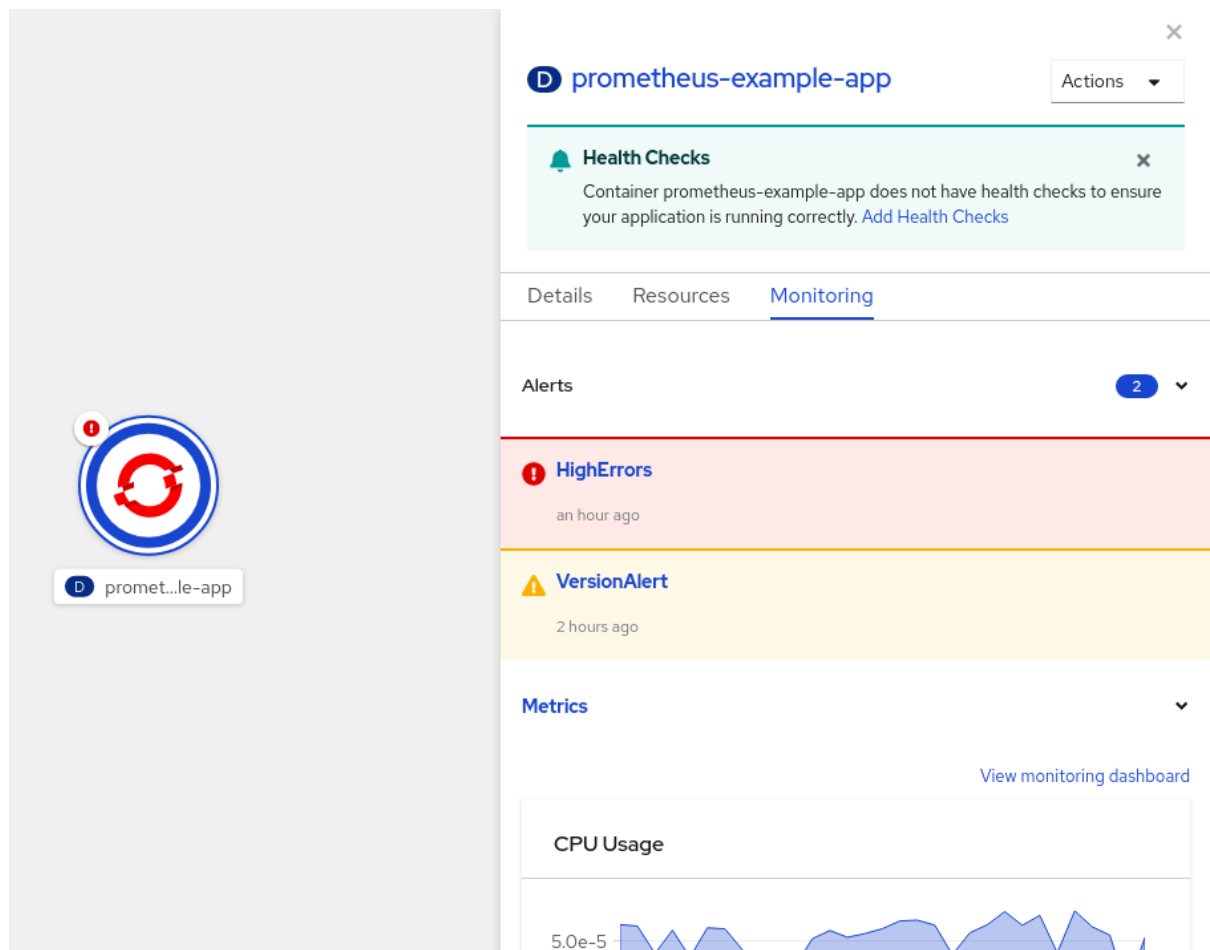 D prometheus-example-app
Actions
Health Checks
Container prometheus-example-app does not have health checks to ensure
your application is running correctly. Add Health Checks
Details Resources Monitoring
Alerts 2
HighErrors
an hour ago
D promet...le-app
VersionAlert
2 hours ago
Metrics
View monitoring dashboard
CPU Usage
5.0e-5